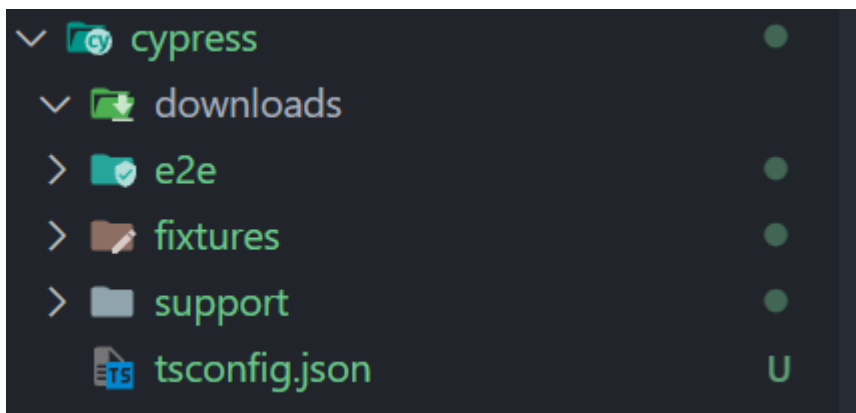 cypress
downloads
e2e
fixtures
support
tsconfig.json U